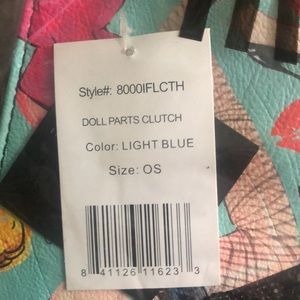 Style#: 8000IFLCTH
DOLL PARTS CLUTCH
Color: LIGHT BLUE
Size: OS
8 41126 11623 3